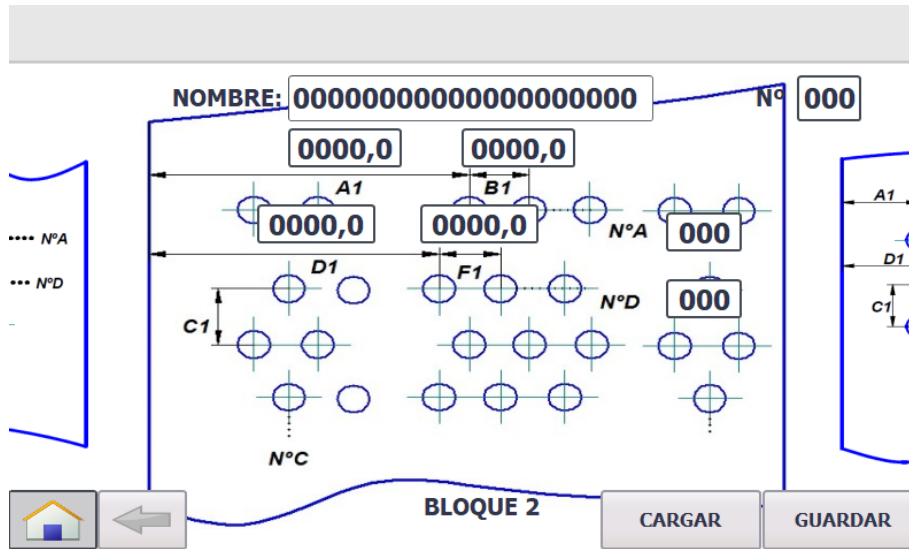 NOMBRE: 00000000000000000000 Nº 000
0000,0 0000,0
A1 B1
A1
0000,0 0000,0 NºA 000
NºA
D1 F1
D1
NºD
C1 NºD 000
C1
NºC
BLOQUE 2
CARGAR GUARDAR